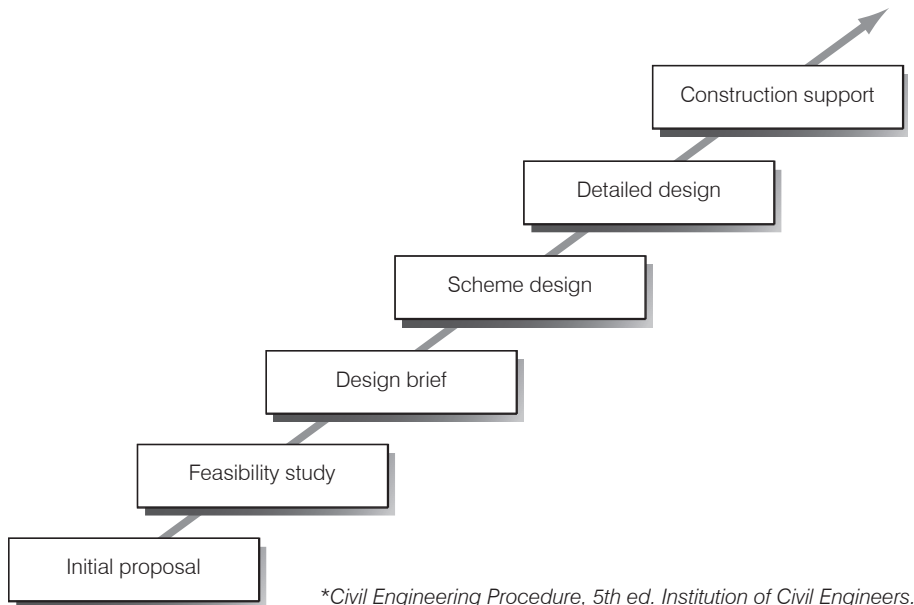 Construction support
Detailed design
Scheme design
Design brief
Feasibility study
Initial proposal
*Civil Engineering Procedure, 5th ed. Institution of Civil Engineers.